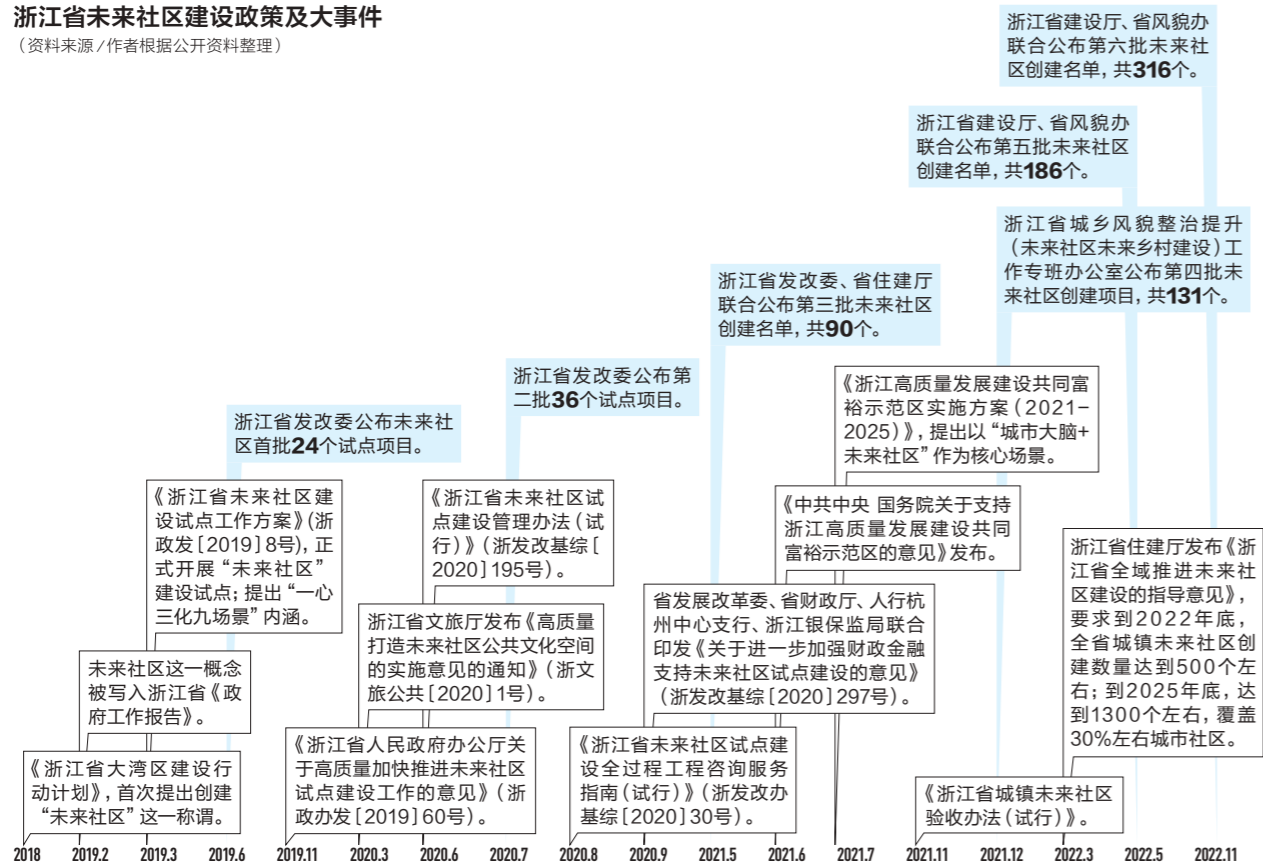 浙江省未来社区建设政策及大事件
（资料来源/作者根据公开资料整理）
浙江省建设厅、省风貌办
联合公布第六批未来社
区创建名单，共316个。
浙江省建设厅、省风貌办
联合公布第五批未来社区
创建名单，共186个。
浙江省城乡风貌整治提升
（未来社区未来乡村建设）工
作专班办公室公布第四批未
来社区创建项目，共131个。
浙江省发改委、省住建厅
联合公布第三批未来社区
创建名单，共90个。
浙江省发改委公布第
二批36个试点项目。
浙江省发改委公布未来社
区首批24个试点项目。
《浙江高质量发展建设共同富
裕示范区实施方案（2021–
2025）》，提出以“城市大脑+
未来社区”作为核心场景。
《浙江省未来社区建
设试点工作方案》（浙
政发［2019］8号），正
式开展“未来社区”
建设试点；提出“一心
三化九场景”内涵。
《浙江省未来社区试
点建设管理办法（试
行）》（浙发改基综［
2020］195号）。
《中共中央 国务院关于支持
浙江高质量发展建设共同
富裕示范区的意见》发布。
浙江省住建厅发布《浙
江省全域推进未来社
区建设的指导意见》，
要求到2022年底，
全省城镇未来社区创
建数量达到500个左
右；到2025年底，达
到1300个左右，覆盖
30%左右城市社区。
省发展改革委、省财政厅、人行杭
州中心支行、浙江银保监局联合
印发《关于进一步加强财政金融
支持未来社区试点建设的意见》
（浙发改基综［2020］297号）。
浙江省文旅厅发布《高质量
打造未来社区公共文化空间
的实施意见的通知》（浙文
旅公共［2020］1号）。
未来社区这一概念
被写入浙江省《政
府工作报告》。
《浙江省大湾区建设行
动计划》，首次提出创建
“未来社区”这一称谓。
《浙江省人民政府办公厅关
于高质量加快推进未来社区
试点建设工作的意见》（浙
政办发［2019］60号）。
《浙江省未来社区试点建
设全过程工程咨询服务
指南（试行）》（浙发改办
基综［2020］30号）。
《浙江省城镇未来社区
验收办法（试行）》。
2018 2019.2 2019.3 2019.6 2019.11 2020.3 2020.6 2020.7 2020.8 2020.9 2021.5 2021.6 2021.7 2021.11 2021.12 2022.3 2022.5 2022.11